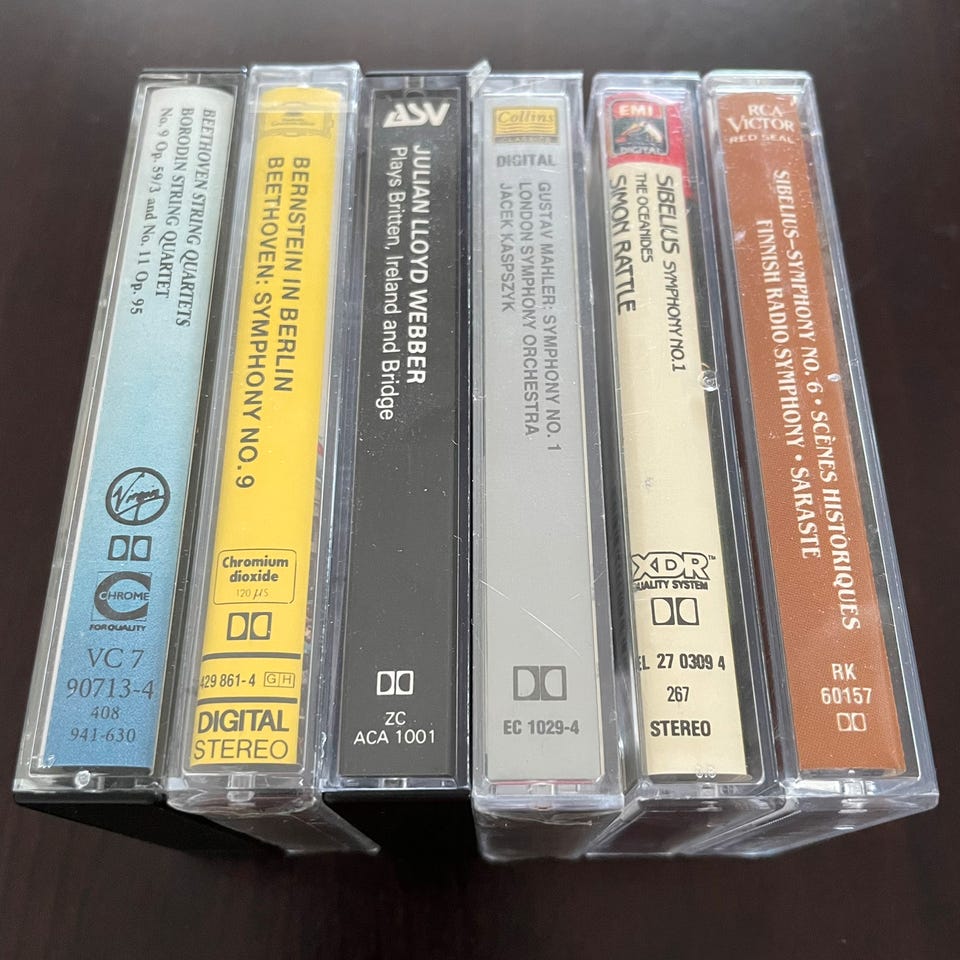 BEETHOVEN STRING QUARTETS
BORODIN STRING QUARTET
No. 9 Op. 59/3 and No. 11 Op. 95
Virgin
CHROME
FOR QUALITY
VC 7
90713-4
408
941-630
BERNSTEIN IN BERLIN
BEETHOVEN: SYMPHONY NO. 9
Chromium
dioxide
120 µs
429 861-4 GH
DIGITAL
STEREO
ASV
JULIAN LLOYD WEBBER
Plays Britten, Ireland and Bridge
ZC
ACA 1001
Collins
CLASSICS
DIGITAL
GUSTAV MAHLER: SYMPHONY NO. 1
LONDON SYMPHONY ORCHESTRA
JACEK KASPSZYK
EC 1029-4
EMI
DIGITAL
SIBELIUS SYMPHONY NO.1
THE OCEANIDES
SIMON RATTLE
XDR™
QUALITY SYSTEM
EL 27 0309 4
267
STEREO
RCA
VICTOR
RED SEAL
SIBELIUS–SYMPHONY NO. 6 • SCÈNES HISTORIQUES
FINNISH RADIO SYMPHONY • SARASTE
RK
60157